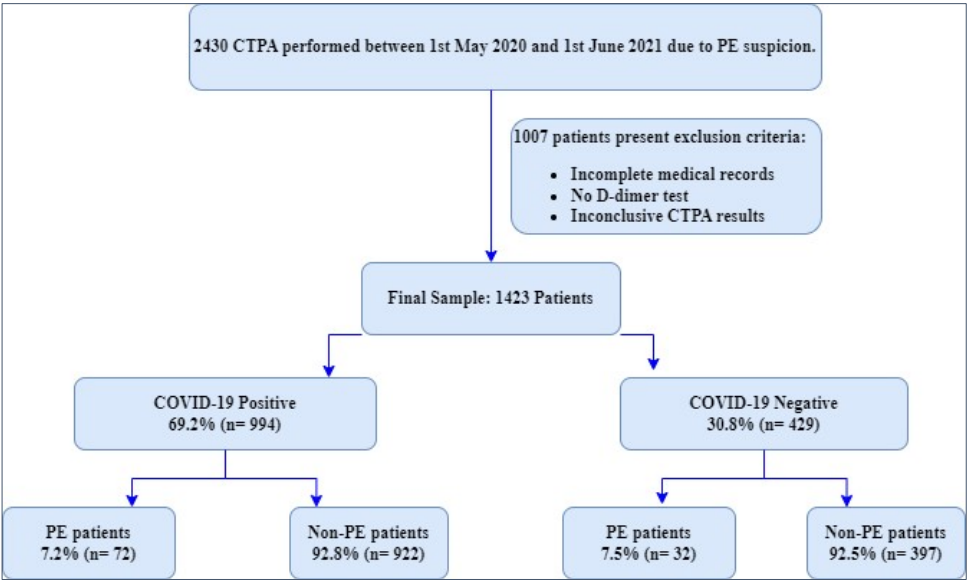 2430 CTPA performed between 1st May 2020 and 1st June 2021 due to PE suspicion.
1007 patients present exclusion criteria:
• Incomplete medical records
• No D-dimer test
• Inconclusive CTPA results
Final Sample: 1423 Patients
COVID-19 Positive
69.2% (n= 994)
COVID-19 Negative
30.8% (n= 429)
PE patients
7.2% (n= 72)
Non-PE patients
92.8% (n= 922)
PE patients
7.5% (n= 32)
Non-PE patients
92.5% (n= 397)